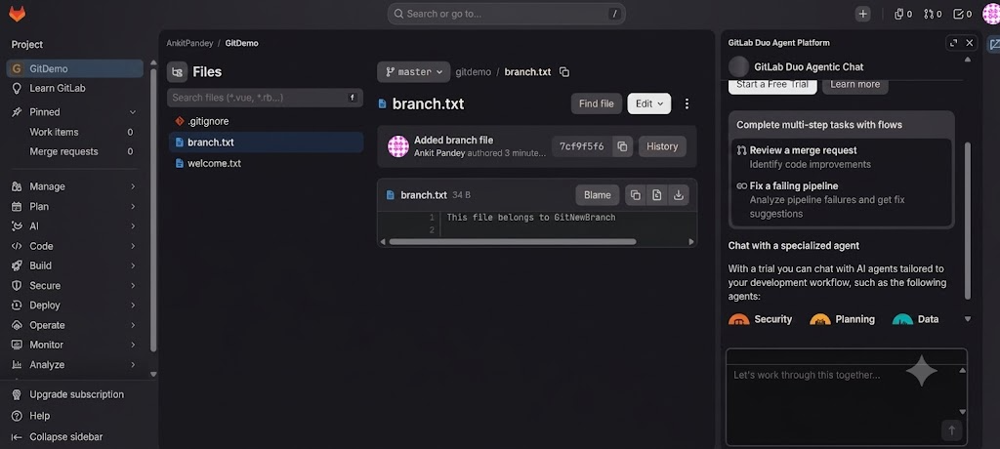 Search or go to...
/
0
0
0
Project
G GitDemo
Learn GitLab
Pinned
Work items 0
Merge requests 0
Manage
Plan
AI
Code
Build
Secure
Deploy
Operate
Monitor
Analyze
Upgrade subscription
Help
Collapse sidebar
AnkitPandey / GitDemo
Files
Search files (*.vue, *.rb...) f
.gitignore
branch.txt
welcome.txt
master gitdemo / branch.txt
branch.txt
Find file Edit
Added branch file
Ankit Pandey authored 3 minute...
7cf9f5f6
History
branch.txt 34 B
Blame
1 This file belongs to GitNewBranch
2
GitLab Duo Agent Platform
GitLab Duo Agentic Chat
Start a Free Trial Learn more
Complete multi-step tasks with flows
Review a merge request
Identify code improvements
Fix a failing pipeline
Analyze pipeline failures and get fix
suggestions
Chat with a specialized agent
With a trial you can chat with AI agents tailored to
your development workflow, such as the following
agents:
Security Planning Data
Let's work through this together...